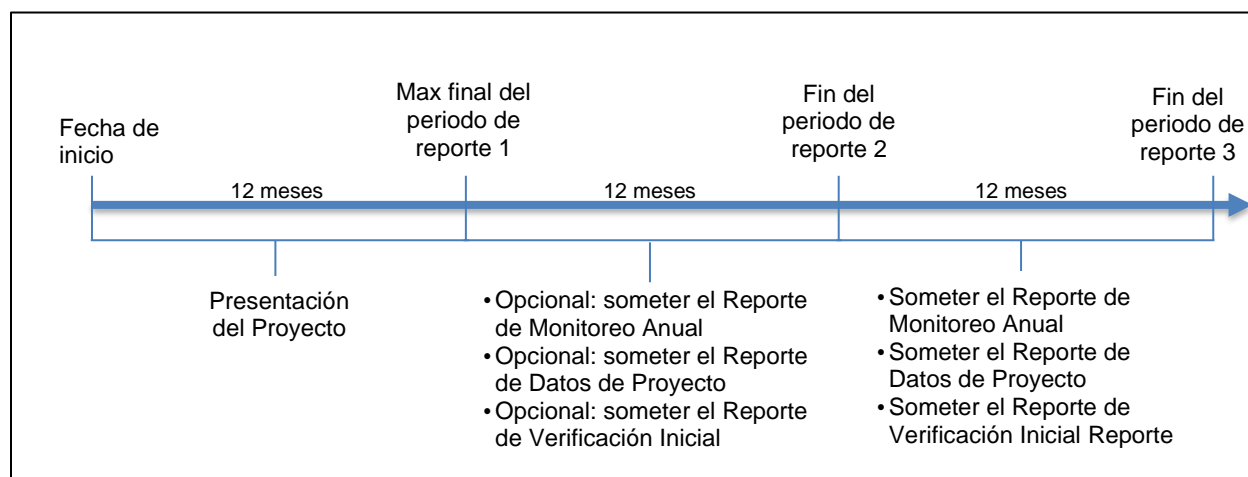 Fecha de
inicio
Max final del
periodo de
reporte 1
Fin del
periodo de
reporte 2
Fin del
periodo de
reporte 3
12 meses
12 meses
12 meses
Presentación
del Proyecto
• Opcional: someter el Reporte
de Monitoreo Anual
• Opcional: someter el Reporte
de Datos de Proyecto
• Opcional: someter el Reporte
de Verificación Inicial
• Someter el Reporte de
Monitoreo Anual
• Someter el Reporte de
Datos de Proyecto
• Someter el Reporte de
Verificación Inicial Reporte